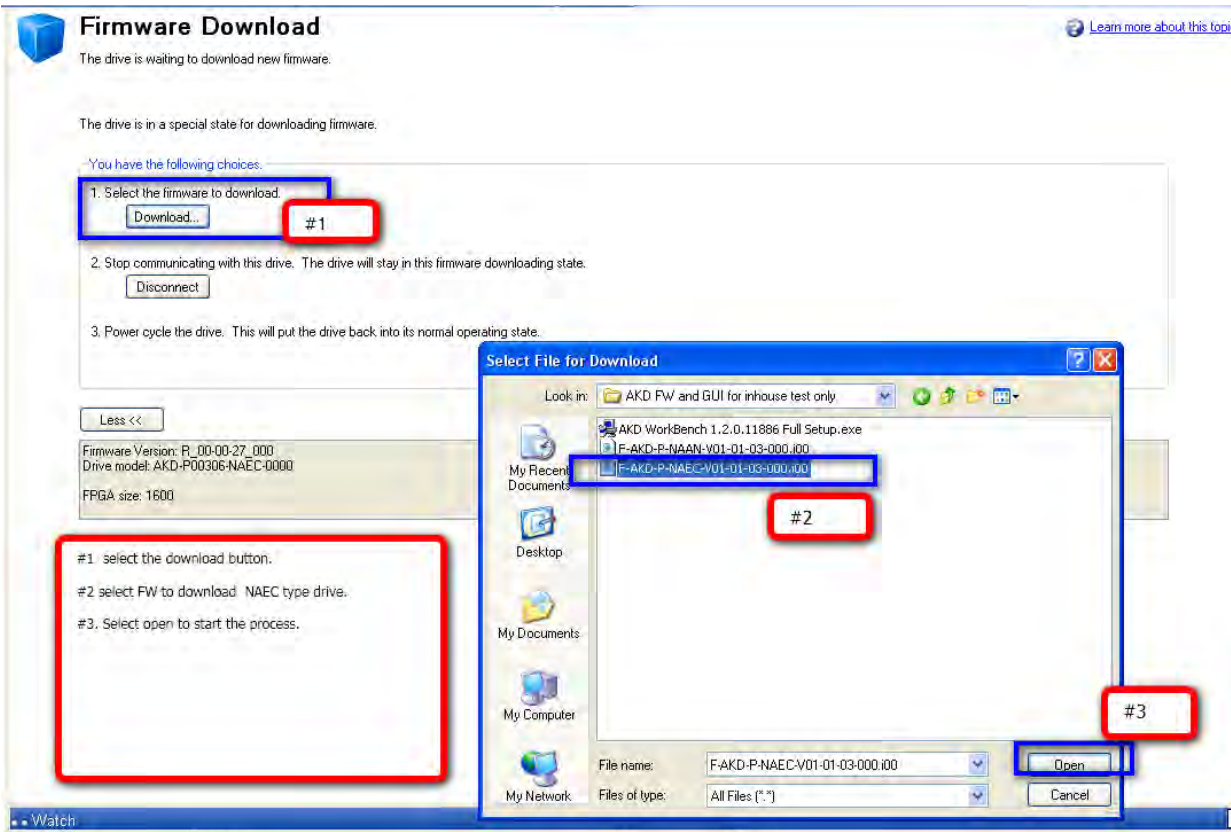 Firmware Download
Learn more about this topi
The drive is waiting to download new firmware.
The drive is in a special state for downloading firmware.
You have the following choices.
1. Select the firmware to download.
Download...
#1
2. Stop communicating with this drive. The drive will stay in this firmware downloading state.
Disconnect
3. Power cycle the drive. This will put the drive back into its normal operating state.
Less <<
Firmware Version: R_00-00-27_000
Drive model: AKD-P00306-NAEC-0000
FPGA size: 1600
#1 select the download button.
#2 select FW to download NAEC type drive.
#3. Select open to start the process.
Select File for Download
Look in:
AKD FW and GUI for inhouse test only
AKD WorkBench 1.2.0.11886 Full Setup.exe
F-AKD-P-NAAN-V01-01-03-000.i00
F-AKD-P-NAEC-V01-01-03-000.i00
#2
My Recent
Documents
Desktop
My Documents
My Computer
My Network
#3
File name:
F-AKD-P-NAEC-V01-01-03-000.i00
Open
Files of type:
All Files (*.*)
Cancel
Watch